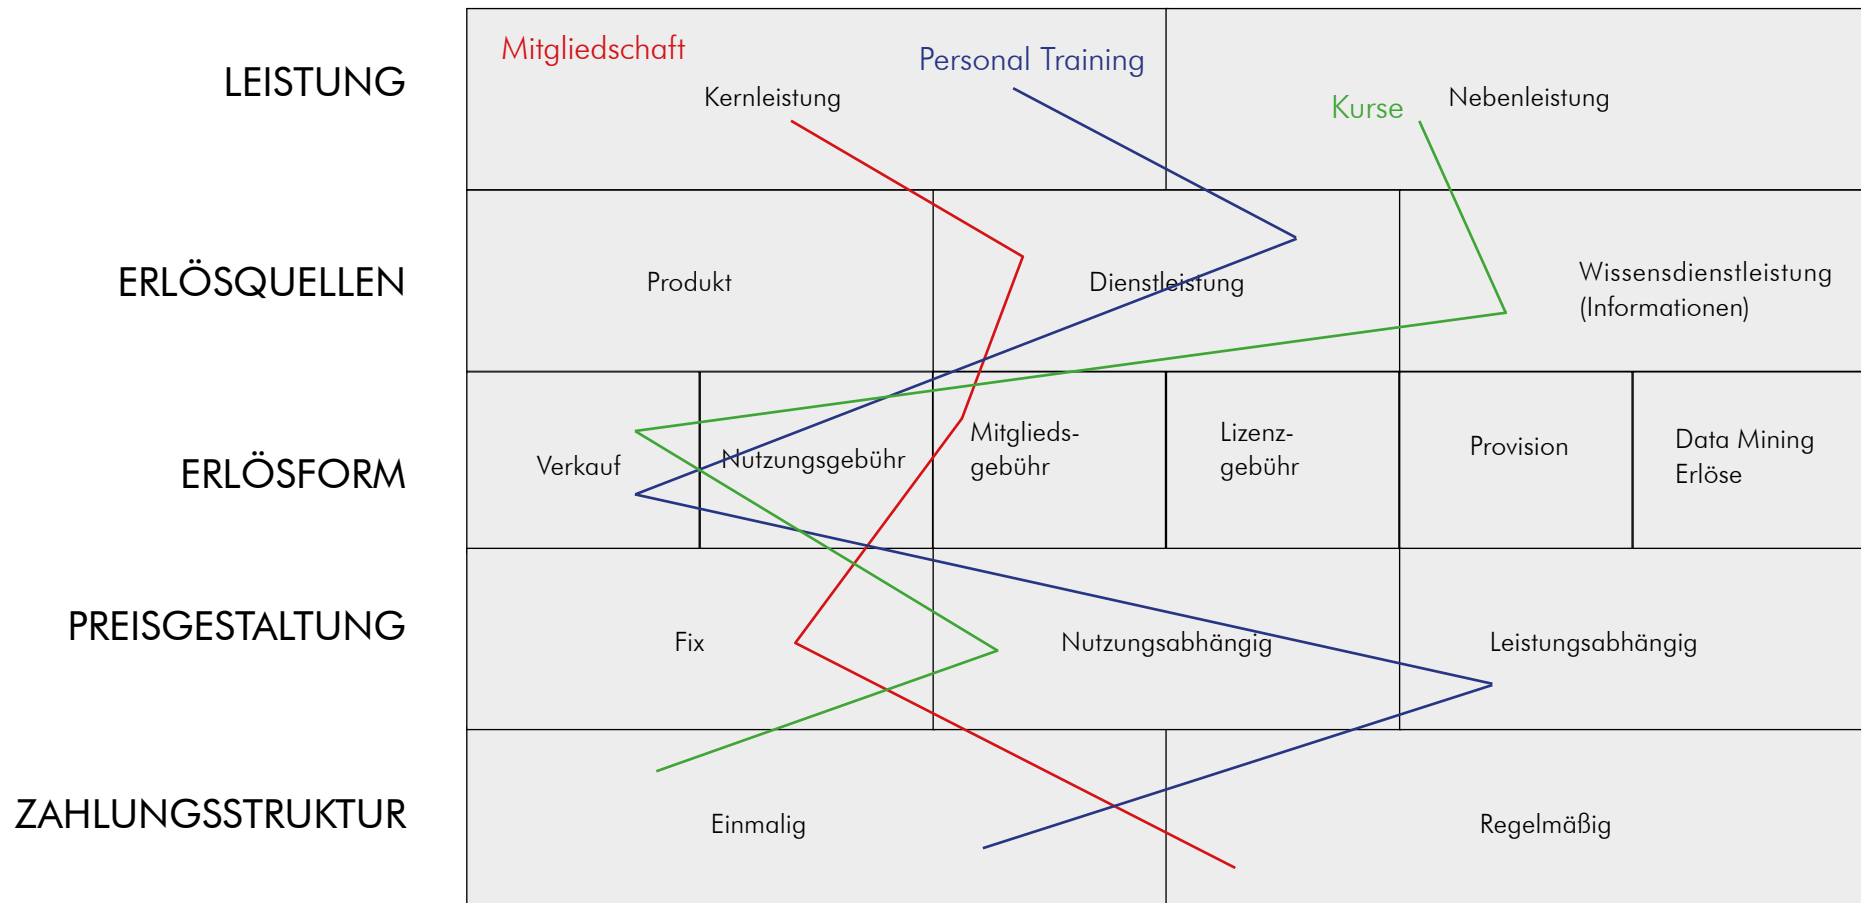 LEISTUNG
Mitgliedschaft
Personal Training
Kernleistung
Kurse
Nebenleistung
ERLÖSQUELLEN
Produkt
Dienstleistung
Wissensdienstleistung
(Informationen)
ERLÖSFORM
Verkauf
Nutzungsgebühr
Mitglieds-
gebühr
Lizenz-
gebühr
Provision
Data Mining
Erlöse
PREISGESTALTUNG
Fix
Nutzungsabhängig
Leistungsabhängig
ZAHLUNGSSTRUKTUR
Einmalig
Regelmäßig